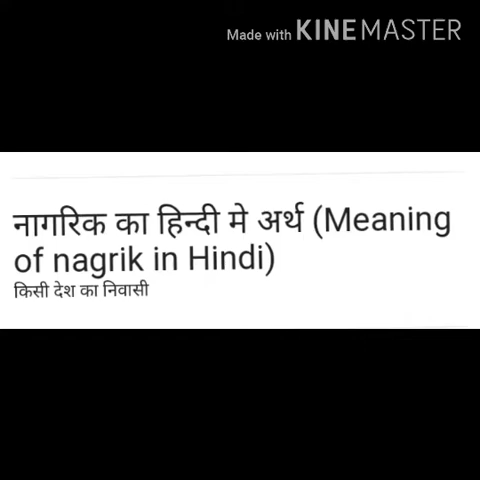 Made with KINEMASTER
नागरिक का हिन्दी मे अर्थ (Meaning
of nagrik in Hindi)
किसी देश का निवासी